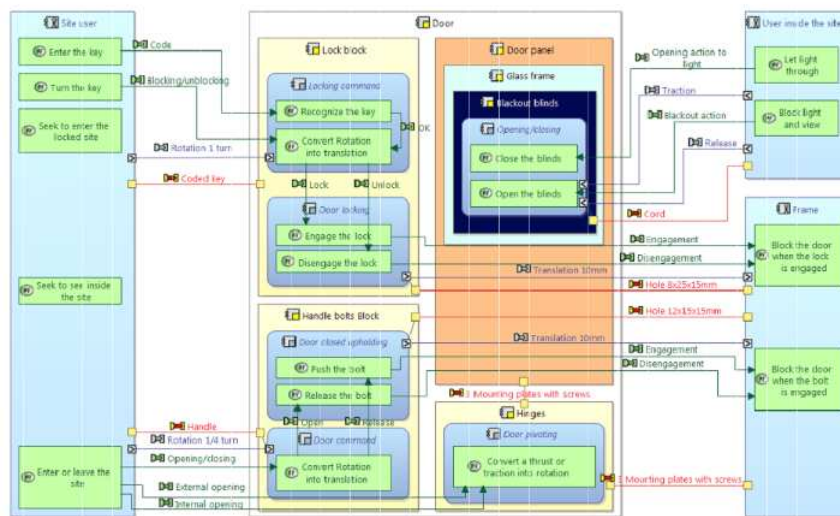 Site user
Enter the key
Turn the key
Seek to enter the
locked site
Seek to see inside
the site
Enter or leave the
site
Code
Blocking/unblocking
Rotation 1 turn
Coded key
Handle
Rotation 1/4 turn
Opening/closing
External opening
Internal opening
Door
Lock block
Locking command
Recognize the key
OK
Convert Rotation
into translation
Lock
Unlock
Door locking
Engage the lock
Disengage the lock
Handle bolts Block
Door closed upholding
Push the bolt
Release the bolt
Open
Release
Door command
Convert Rotation
into translation
Door panel
Glass frame
Blackout blinds
Opening/closing
Close the blinds
Open the blinds
Mounting plates with screws
Hinges
Door pivoting
Convert a thrust or
traction into rotation
Opening action to
light
Traction
Blackout action
Release
Cord
Engagement
Disengagement
Translation 10mm
Hole 8x25x15mm
Hole 12x15x15mm
Translation 10mm
Engagement
Disengagement
Mounting plates with screws
User inside the site
Let light
through
Block light
and view
Frame
Block the door
when the lock
is engaged
Block the door
when the bolt
is engaged